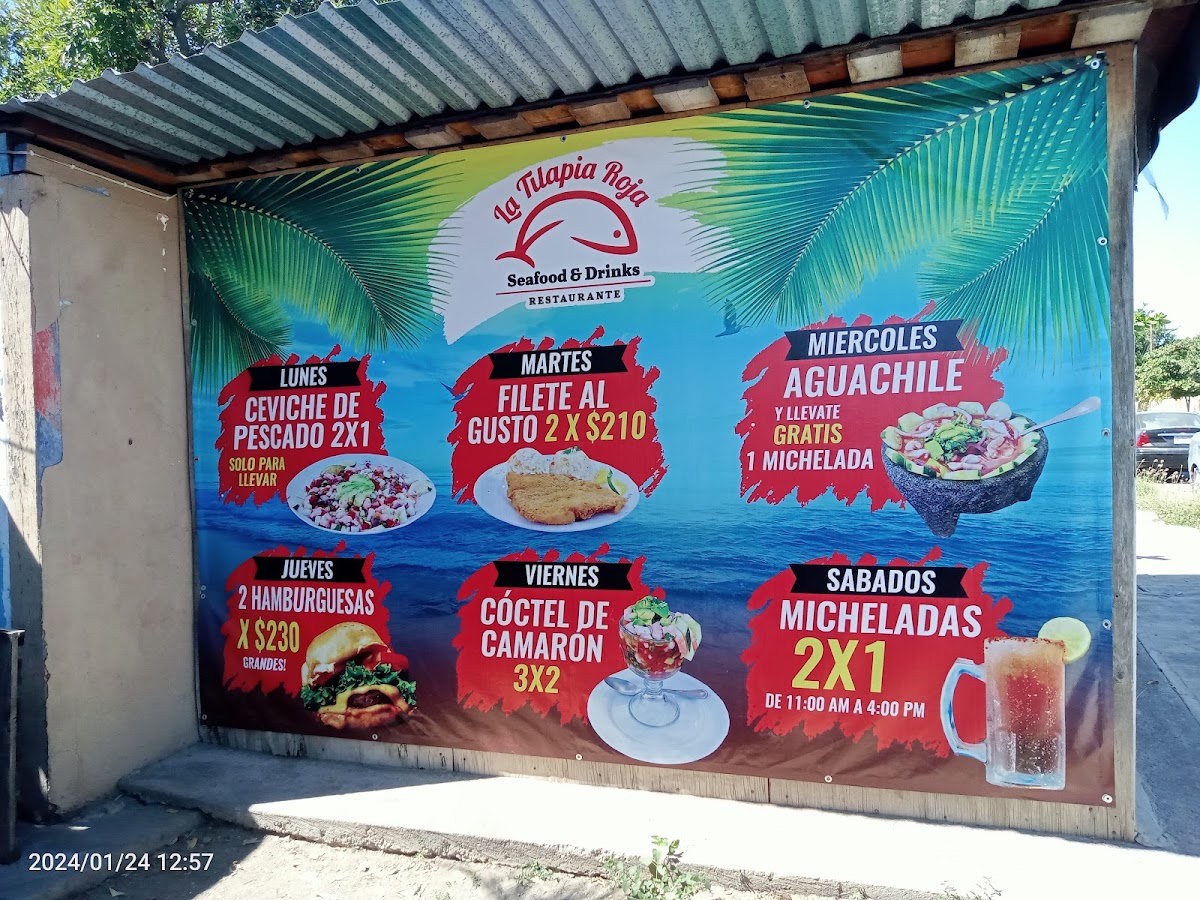 La Tilapia Roja
Seafood & Drinks
RESTAURANTE
LUNES
CEVICHE DE
PESCADO 2X1
SOLO PARA
LLEVAR
MARTES
FILETE AL
GUSTO 2 X $210
MIERCOLES
AGUACHILE
Y LLEVATE
GRATIS
1 MICHELADA
JUEVES
2 HAMBURGUESAS
X $230
GRANDES!
VIERNES
CÓCTEL DE
CAMARÓN
3X2
SABADOS
MICHELADAS
2X1
DE 11:00 AM A 4:00 PM
2024/01/24 12:57